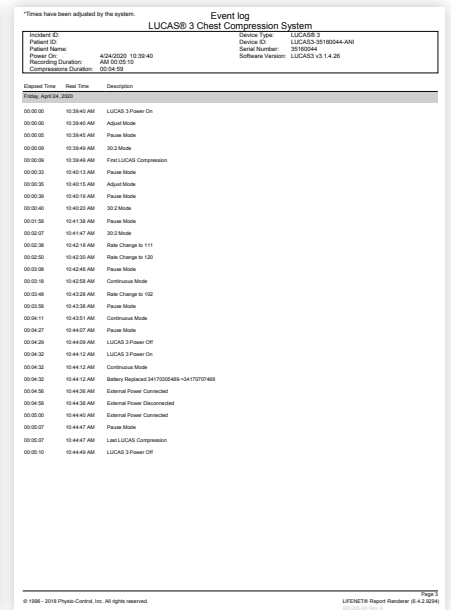 *Times have been adjusted by the system.
Event log
LUCAS® 3 Chest Compression System
Incident ID: Device Type: LUCAS® 3
Patient ID: Device ID: LUCAS3-35160044-ANI
Patient Name: Serial Number: 35160044
Power On: 4/24/2020 10:39:40 AM Software Version: LUCAS3 v3.1.4.26
Recording Duration: 00:05:10
Compressions Duration: 00:04:59
Elapsed Time Real Time Description
Friday, April 24, 2020
00:00:00 10:39:40 AM LUCAS 3 Power On
00:00:00 10:39:40 AM Adjust Mode
00:00:05 10:39:45 AM Pause Mode
00:00:09 10:39:49 AM 30:2 Mode
00:00:09 10:39:49 AM First LUCAS Compression
00:00:33 10:40:13 AM Pause Mode
00:00:35 10:40:15 AM Adjust Mode
00:00:39 10:40:19 AM Pause Mode
00:00:40 10:40:20 AM 30:2 Mode
00:01:58 10:41:38 AM Pause Mode
00:02:07 10:41:47 AM 30:2 Mode
00:02:38 10:42:18 AM Rate Change to 111
00:02:50 10:42:30 AM Rate Change to 120
00:03:08 10:42:48 AM Pause Mode
00:03:18 10:42:58 AM Continuous Mode
00:03:48 10:43:28 AM Rate Change to 102
00:03:58 10:43:38 AM Pause Mode
00:04:11 10:43:51 AM Continuous Mode
00:04:27 10:44:07 AM Pause Mode
00:04:29 10:44:09 AM LUCAS 3 Power Off
00:04:32 10:44:12 AM LUCAS 3 Power On
00:04:32 10:44:12 AM Continuous Mode
00:04:32 10:44:12 AM Battery Replaced 34170305489->34170707468
00:04:56 10:44:36 AM External Power Connected
00:04:58 10:44:38 AM External Power Disconnected
00:05:00 10:44:40 AM External Power Connected
00:05:07 10:44:47 AM Pause Mode
00:05:07 10:44:47 AM Last LUCAS Compression
00:05:10 10:44:49 AM LUCAS 3 Power Off
Page 3
© 1996 - 2018 Physio-Control, Inc. All rights reserved. LIFENET® Report Renderer (6.4.2.9294)